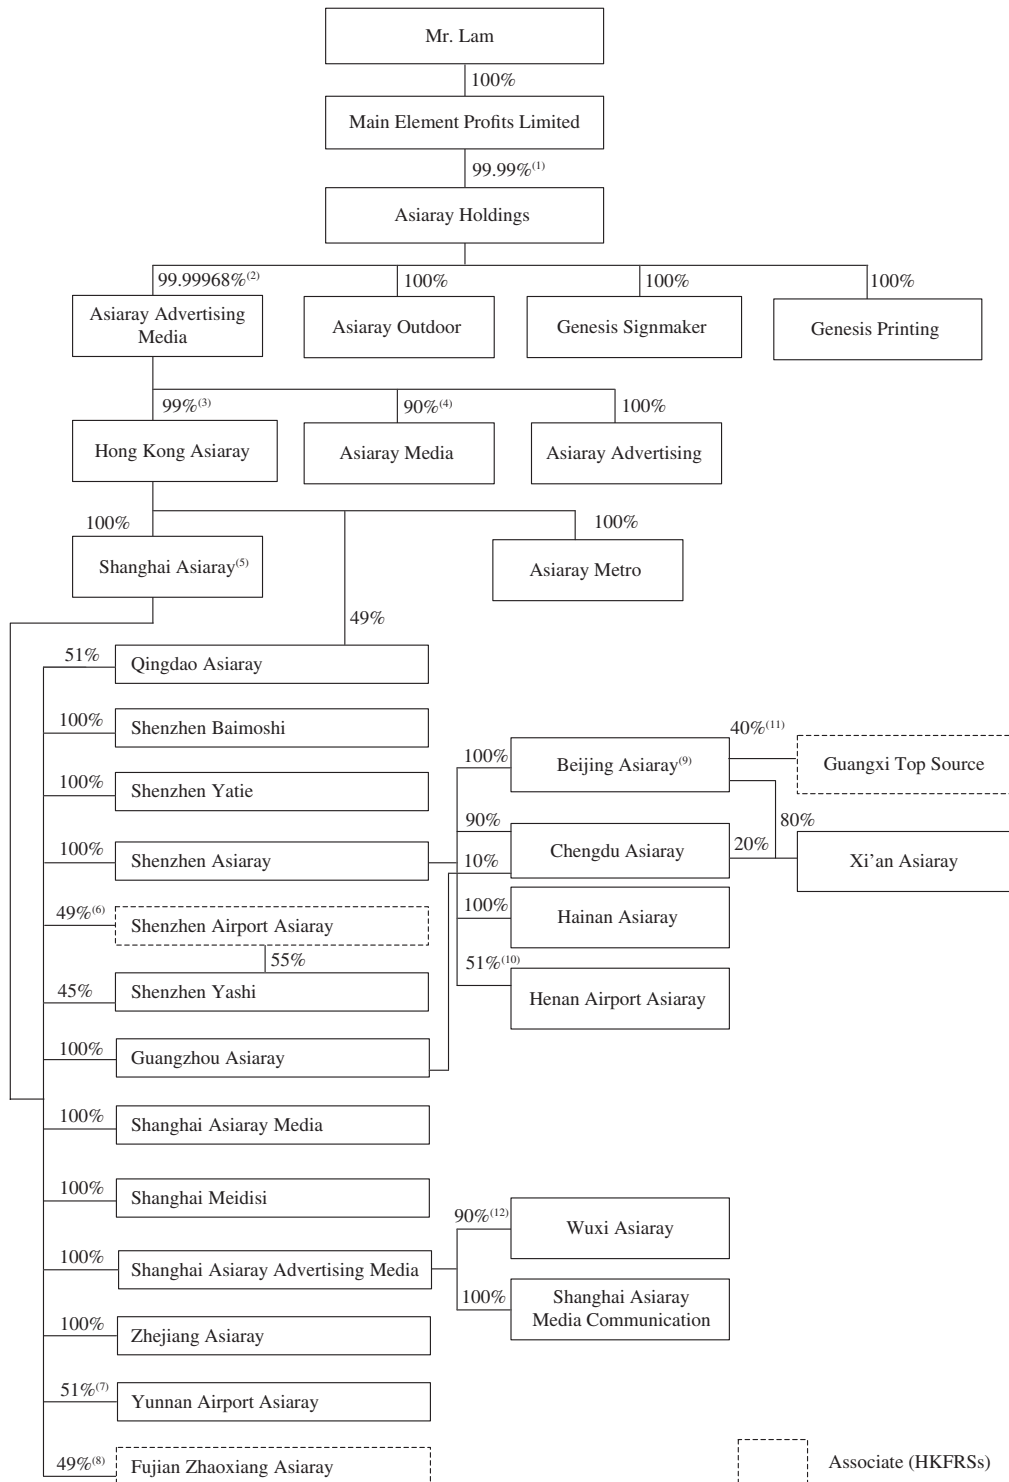 Mr. Lam
100%
Main Element Profits Limited
99.99%(1)
Asiaray Holdings
99.99968%(2)
100%
100%
100%
Asiaray Advertising
Media
Asiaray Outdoor
Genesis Signmaker
Genesis Printing
99%(3)
90%(4)
100%
Hong Kong Asiaray
Asiaray Media
Asiaray Advertising
100%
100%
Shanghai Asiaray(5)
Asiaray Metro
49%
51%
Qingdao Asiaray
100%
Shenzhen Baimoshi
100%
Beijing Asiaray(9)
40%(11)
Guangxi Top Source
100%
Shenzhen Yatie
90%
80%
100%
Shenzhen Asiaray
10%
Chengdu Asiaray
20%
Xi’an Asiaray
49%(6)
Shenzhen Airport Asiaray
100%
Hainan Asiaray
55%
51%(10)
Henan Airport Asiaray
45%
Shenzhen Yashi
100%
Guangzhou Asiaray
100%
Shanghai Asiaray Media
100%
Shanghai Meidisi
90%(12)
Wuxi Asiaray
100%
Shanghai Asiaray Advertising Media
100%
Shanghai Asiaray
Media Communication
100%
Zhejiang Asiaray
51%(7)
Yunnan Airport Asiaray
49%(8)
Fujian Zhaoxiang Asiaray
Associate (HKFRSs)